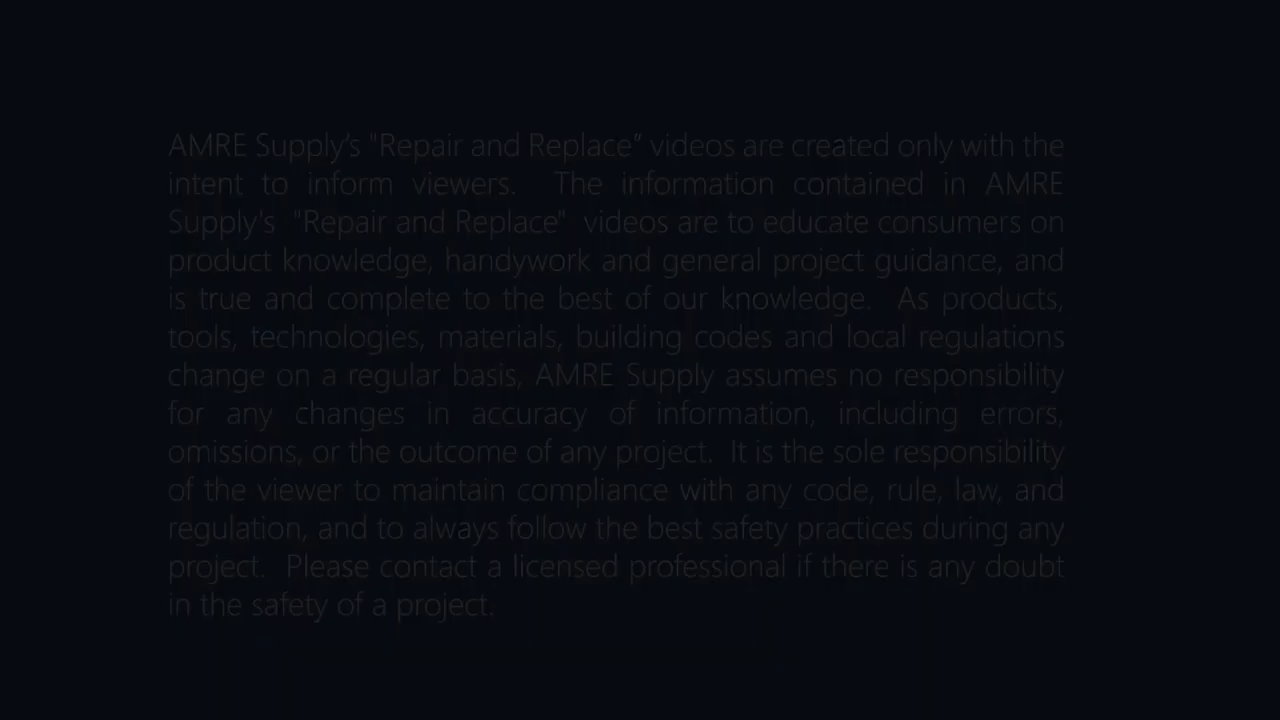 AMRE Supply's "Repair and Replace” videos are created only with the
intent to inform viewers. The information contained in AMRE
Supply's "Repair and Replace" videos are to educate consumers on
product knowledge, handywork and general project guidance, and
is true and complete to the best of our knowledge. As products,
tools, technologies, materials, building codes and local regulations
change on a regular basis, AMRE Supply assumes no responsibility
for any changes in accuracy of information, including errors,
omissions, or the outcome of any project. It is the sole responsibility
of the viewer to maintain compliance with any code, rule, law, and
regulation, and to always follow the best safety practices during any
project. Please contact a licensed professional if there is any doubt
in the safety of a project.